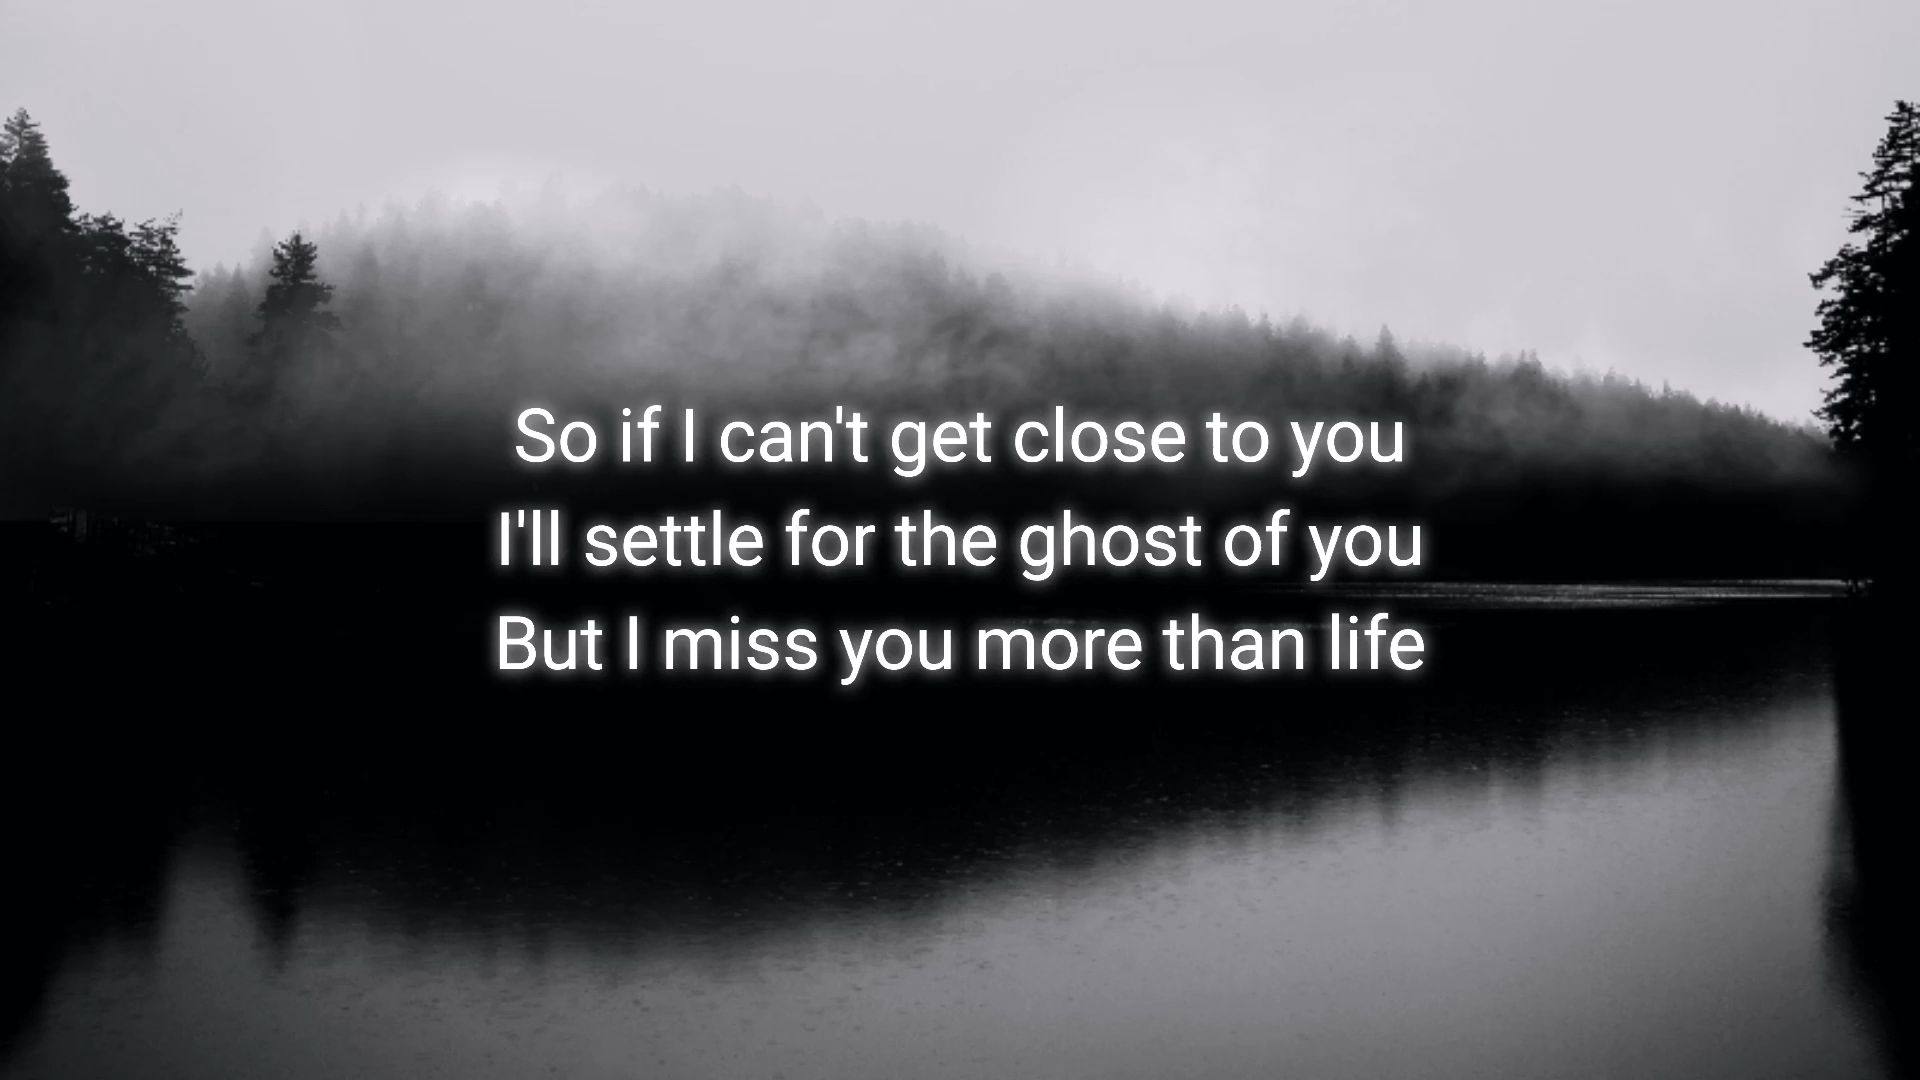 So if I can't get close to you
I'll settle for the ghost of you
But I miss you more than life